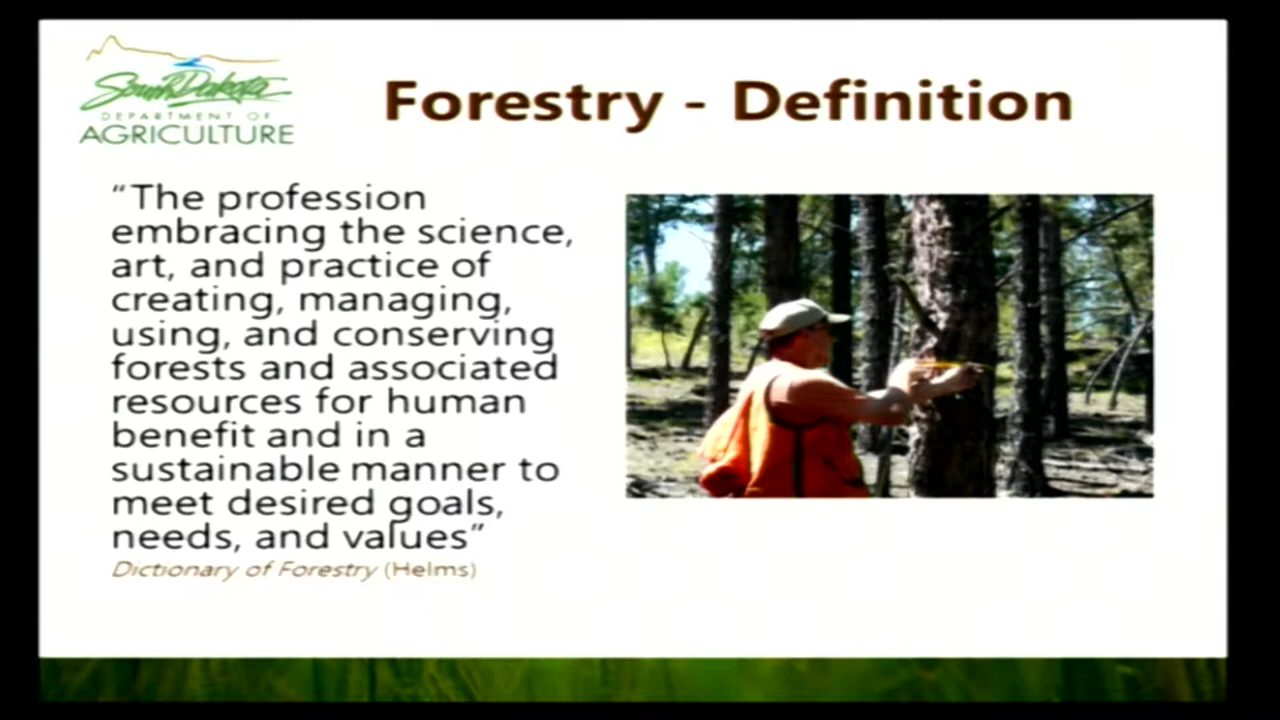 South Dakota
DEPARTMENT OF
AGRICULTURE
Forestry - Definition
“The profession
embracing the science,
art, and practice of
creating, managing,
using, and conserving
forests and associated
resources for human
benefit and in a
sustainable manner to
meet desired goals,
needs, and values”
Dictionary of Forestry (Helms)